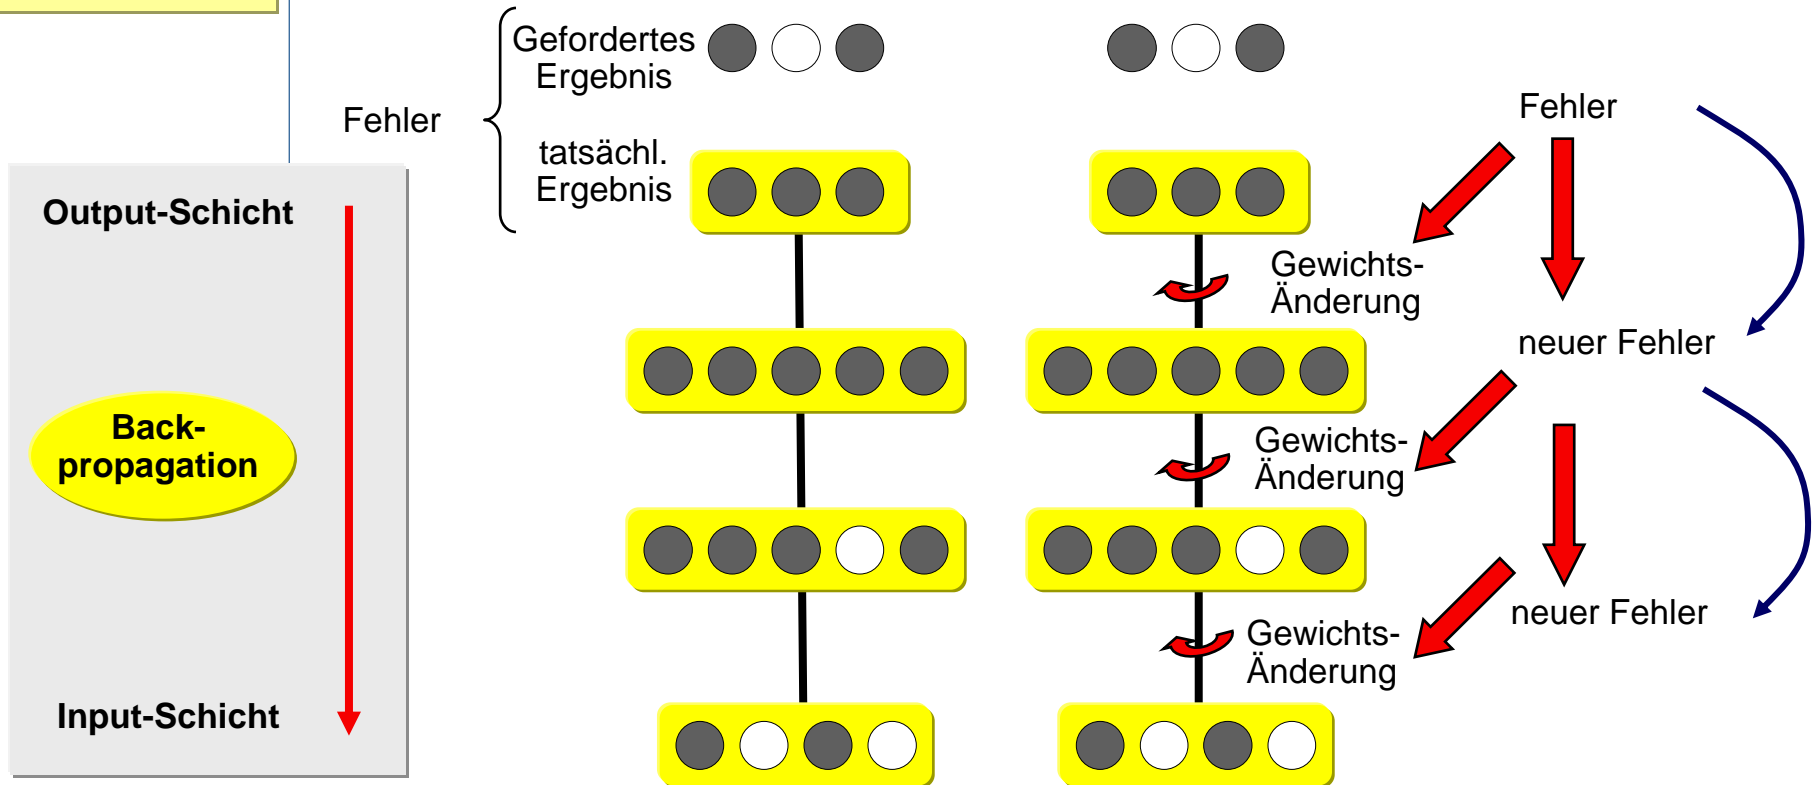 Gefordertes
Ergebnis
Fehler
tatsächl.
Ergebnis
Output-Schicht
Back-
propagation
Input-Schicht
Fehler
Gewichts-
Änderung
neuer Fehler
Gewichts-
Änderung
neuer Fehler
Gewichts-
Änderung